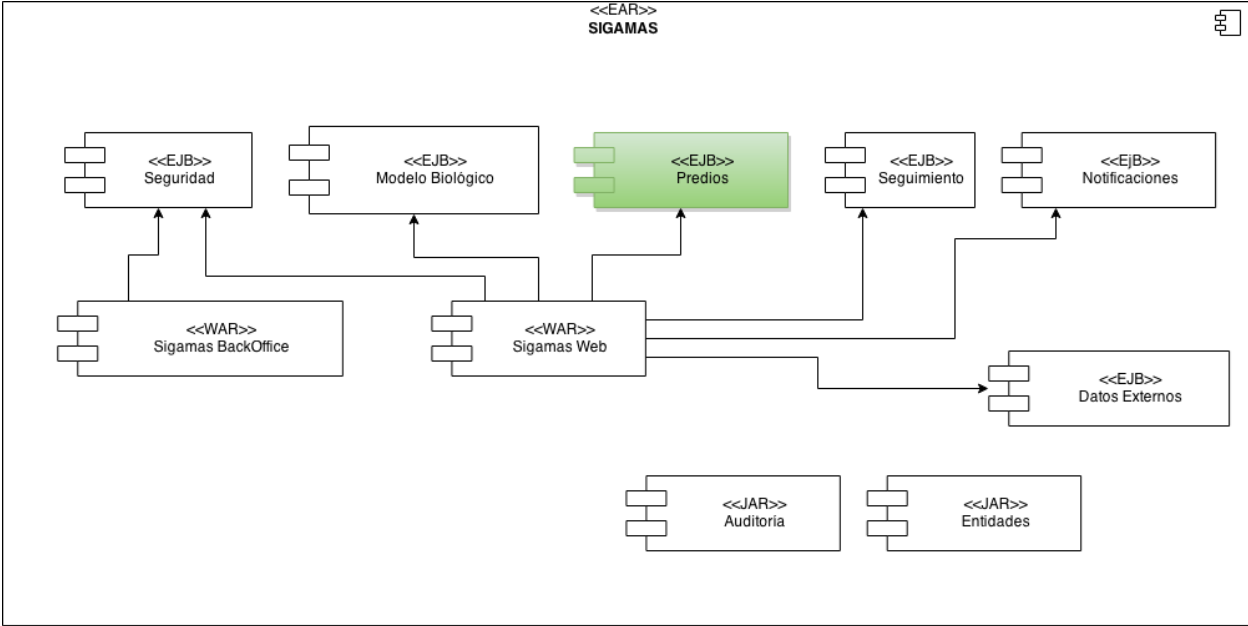 <<EAR>>
SIGAMAS
<<EJB>>
Seguridad
<<EJB>>
Modelo Biológico
<<EJB>>
Predios
<<EJB>>
Seguimiento
<<EjB>>
Notificaciones
<<WAR>>
Sigamas BackOffice
<<WAR>>
Sigamas Web
<<EJB>>
Datos Externos
<<JAR>>
Auditoria
<<JAR>>
Entidades